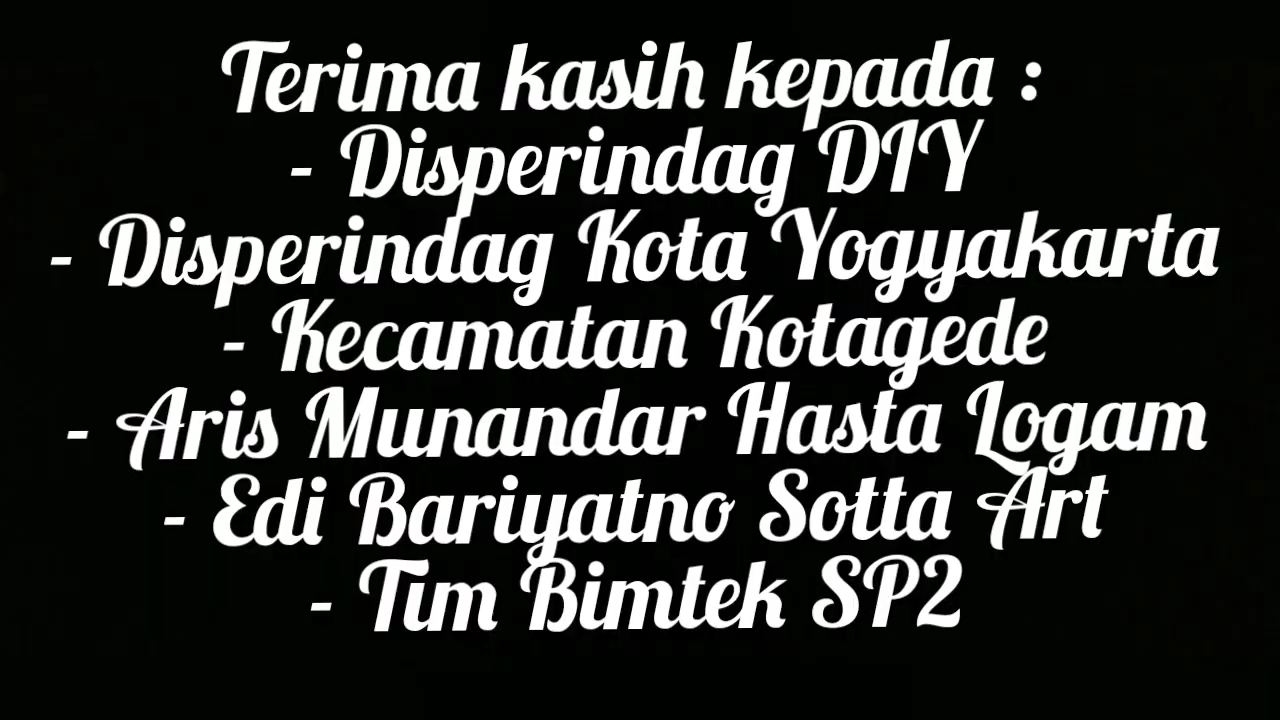 Terima kasih kepada :
- Disperindag DIY
- Disperindag Kota Yogyakarta
- Kecamatan Kotagede
- Aris Munandar Hasta Logam
- Edi Bariyatno Sotta Art
- Tim Bimtek SP2